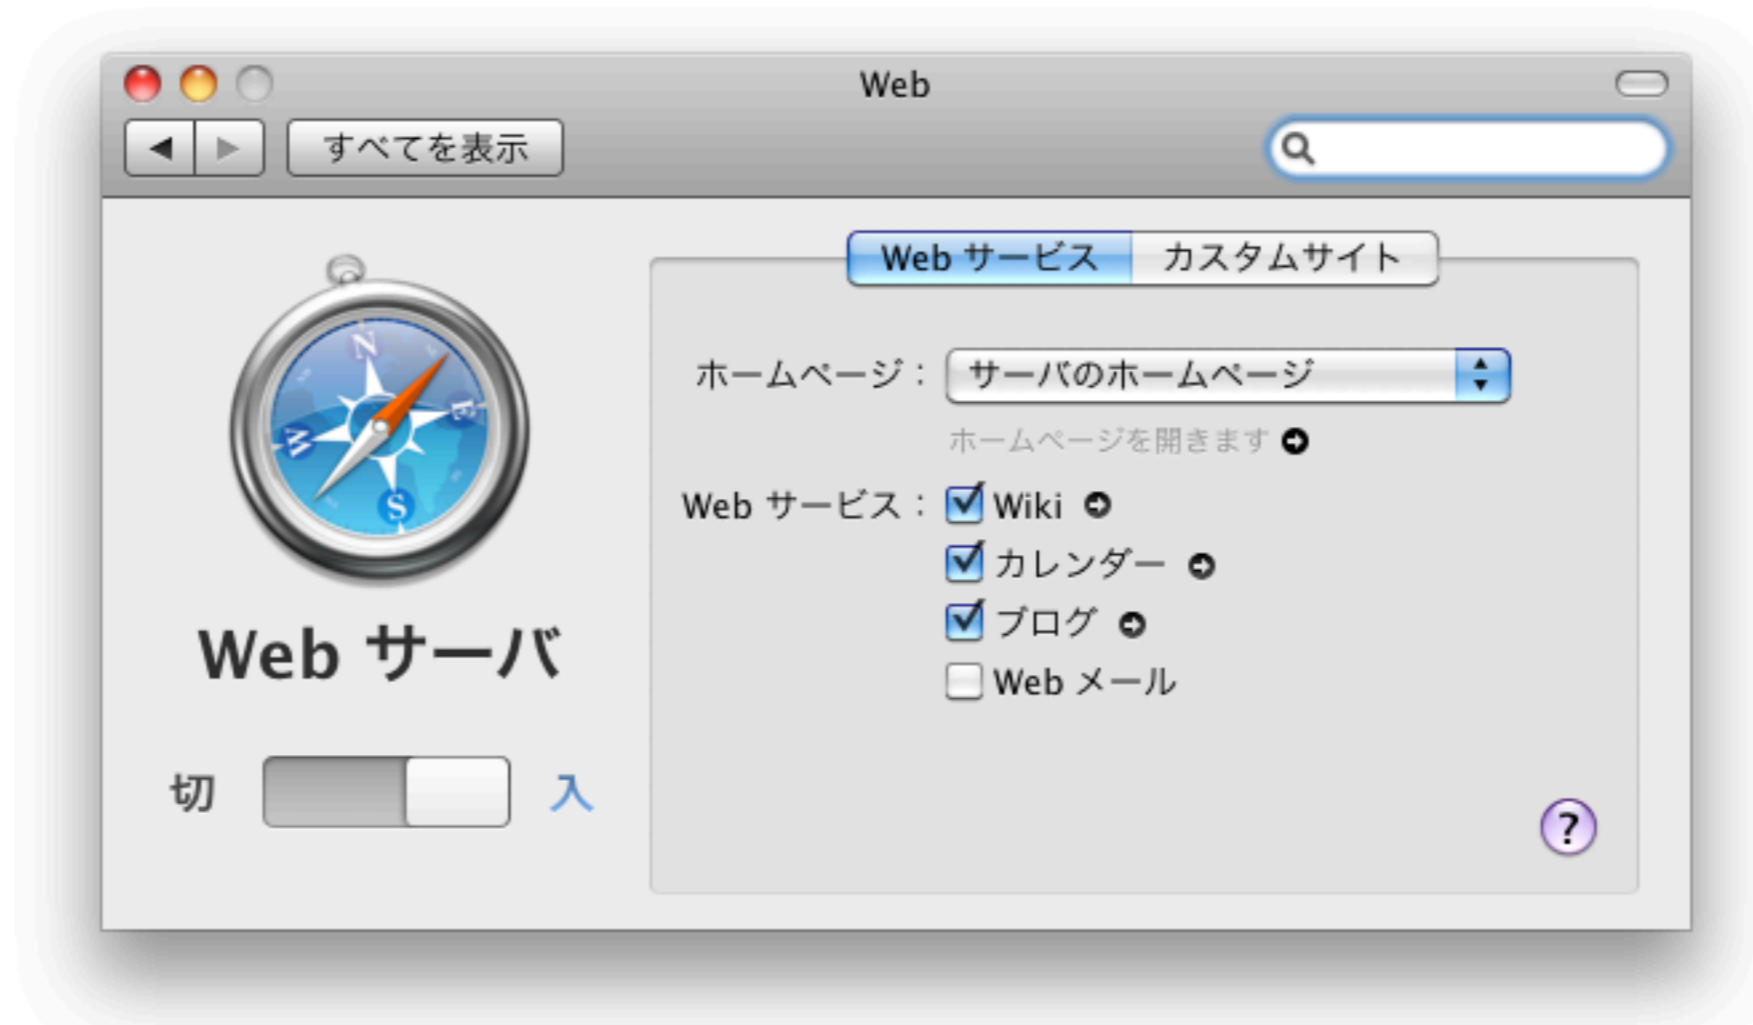 Web
すべてを表示
Web サービス カスタムサイト
ホームページ： サーバのホームページ
ホームページを開きます
Web サービス： Wiki
カレンダー
ブログ
Web メール
N
E
W
S
Web サーバ
切 入
?